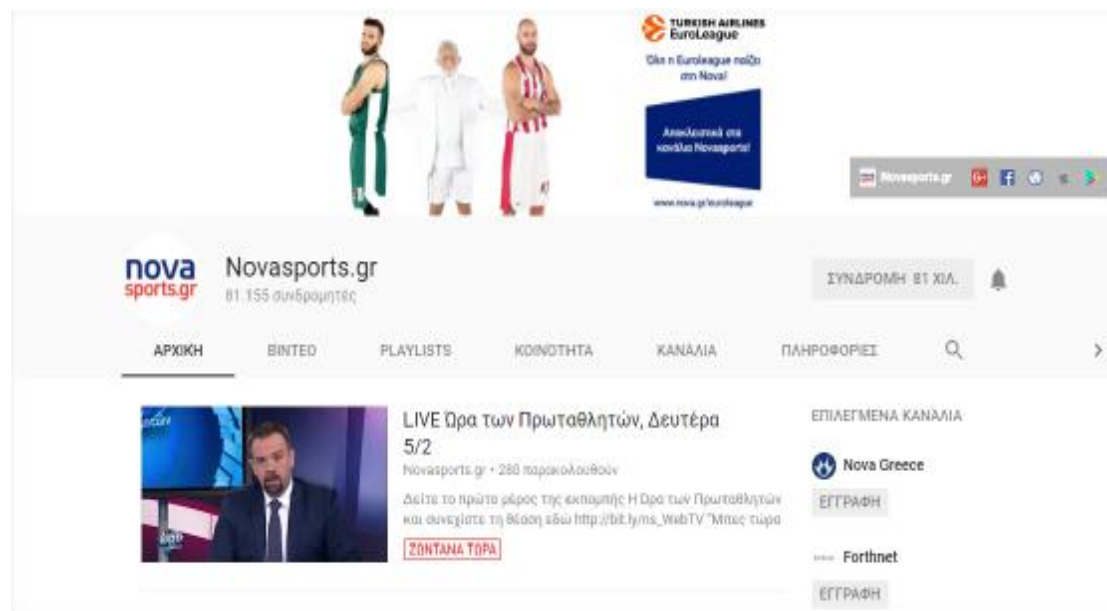 TURKISH AIRLINES
EuroLeague
Όλη η Euroleague παίζει
στη Nova!
Αποκλειστικά στα
κανάλια Novasports!
www.nova.gr/euroleague
Novasports.gr
nova
sports.gr
Novasports.gr
81.155 συνδρομητές
ΣΥΝΔΡΟΜΗ 81 ΧΙΛ.
ΑΡΧΙΚΗ
ΒΙΝΤΕΟ
PLAYLISTS
ΚΟΙΝΟΤΗΤΑ
ΚΑΝΑΛΙΑ
ΠΛΗΡΟΦΟΡΙΕΣ
LIVE Ώρα των Πρωταθλητών, Δευτέρα
5/2
Novasports.gr • 280 παρακολουθούν
Δείτε το πρώτο μέρος της εκπομπής Η Ώρα των Πρωταθλητών
και συνεχίστε τη θέαση εδώ http://bit.ly/ns_WebTV "Μπες τώρα
ΖΩΝΤΑΝΑ ΤΩΡΑ
ΕΠΙΛΕΓΜΕΝΑ ΚΑΝΑΛΙΑ
Nova Greece
ΕΓΓΡΑΦΗ
Forthnet
ΕΓΓΡΑΦΗ